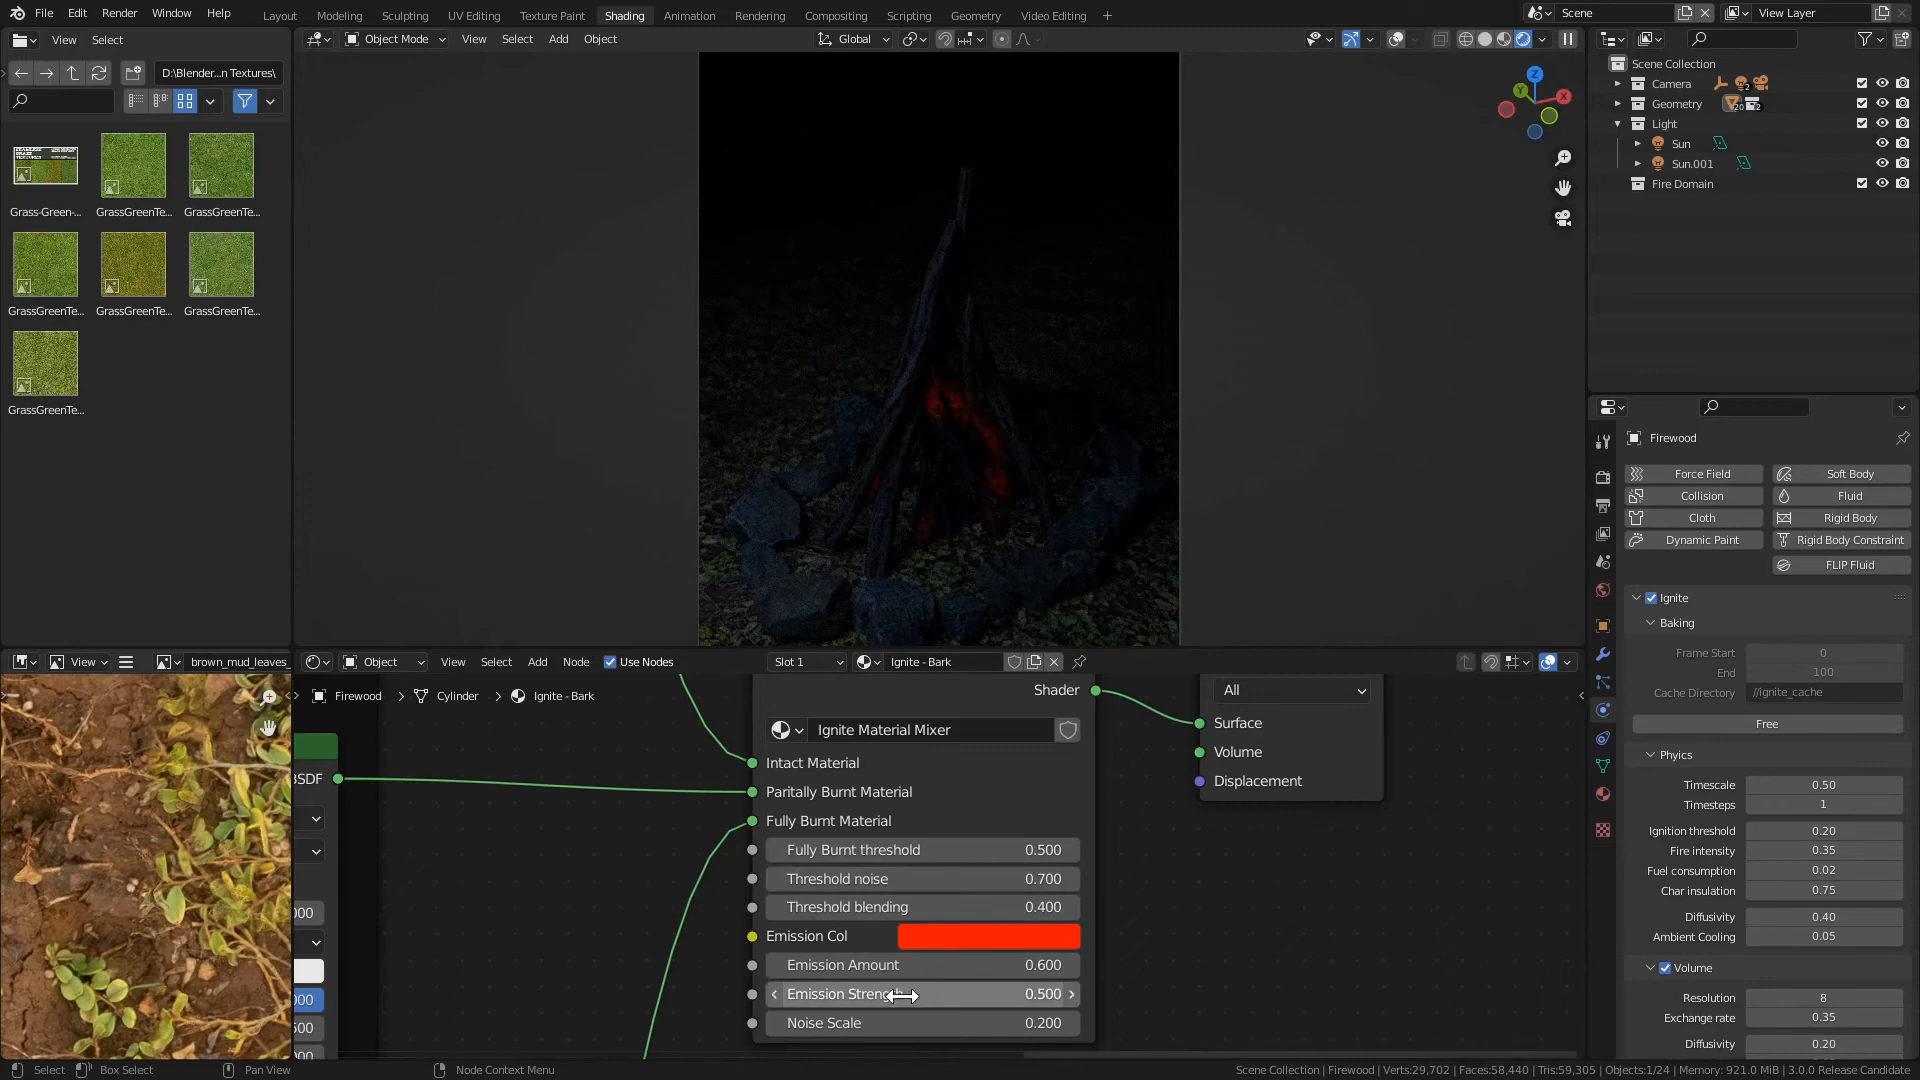 File Edit Render Window Help Layout Modeling Sculpting UV Editing Texture Paint Shading Animation Rendering Compositing Scripting Geometry Video Editing + Scene View Layer
View Select Object Mode View Select Add Object Global
D:\Blender...n Textures\
Scene Collection
Camera 2
Geometry 20 2
Light
Sun
Sun.001
Fire Domain
Z
Y
X
Grass-Green-... GrassGreenTe... GrassGreenTe...
GrassGreenTe... GrassGreenTe... GrassGreenTe...
GrassGreenTe...
Firewood
Force Field Soft Body
Collision Fluid
Cloth Rigid Body
Dynamic Paint Rigid Body Constraint
FLIP Fluid
Ignite
Baking
Frame Start 0
End 100
Cache Directory //ignite_cache
Free
Phyics
Timescale 0.50
Timesteps 1
Ignition threshold 0.20
Fire intensity 0.35
Fuel consumption 0.02
Char insulation 0.75
Diffusivity 0.40
Ambient Cooling 0.05
Volume
Resolution 8
Exchange rate 0.35
Diffusivity 0.20
View brown_mud_leaves_
Object View Select Add Node Use Nodes Slot 1 Ignite - Bark
Firewood > Cylinder > Ignite - Bark
BSDF
Shader
Ignite Material Mixer
Intact Material
Paritally Burnt Material
Fully Burnt Material
Fully Burnt threshold 0.500
Threshold noise 0.700
Threshold blending 0.400
Emission Col
Emission Amount 0.600
Emission Strength 0.500
Noise Scale 0.200
All
Surface
Volume
Displacement
Select Box Select Pan View Node Context Menu
Scene Collection | Firewood | Verts:29,702 | Faces:58,440 | Tris:59,305 | Objects:1/24 | Memory: 921.0 MiB | 3.0.0 Release Candidate